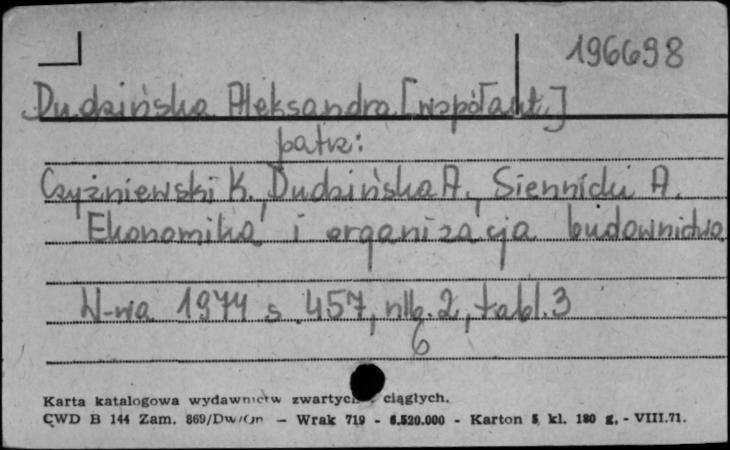 196698
Dudzińska Aleksandra [współaut.]
patrz:
Czyżniewski K., Dudzińska A., Siennicki A.
Ekonomika i organizacja budownictwa
W-wa 1974 s. 457, nlb. 2, tabl. 3
6
Karta katalogowa wydawnictw zwartych ciągłych.
CWD B 144 Zam. 869/Dw/Gn — Wrak 719 - 6.520.000 - Karton 5 kl. 180 g. - VIII.71.